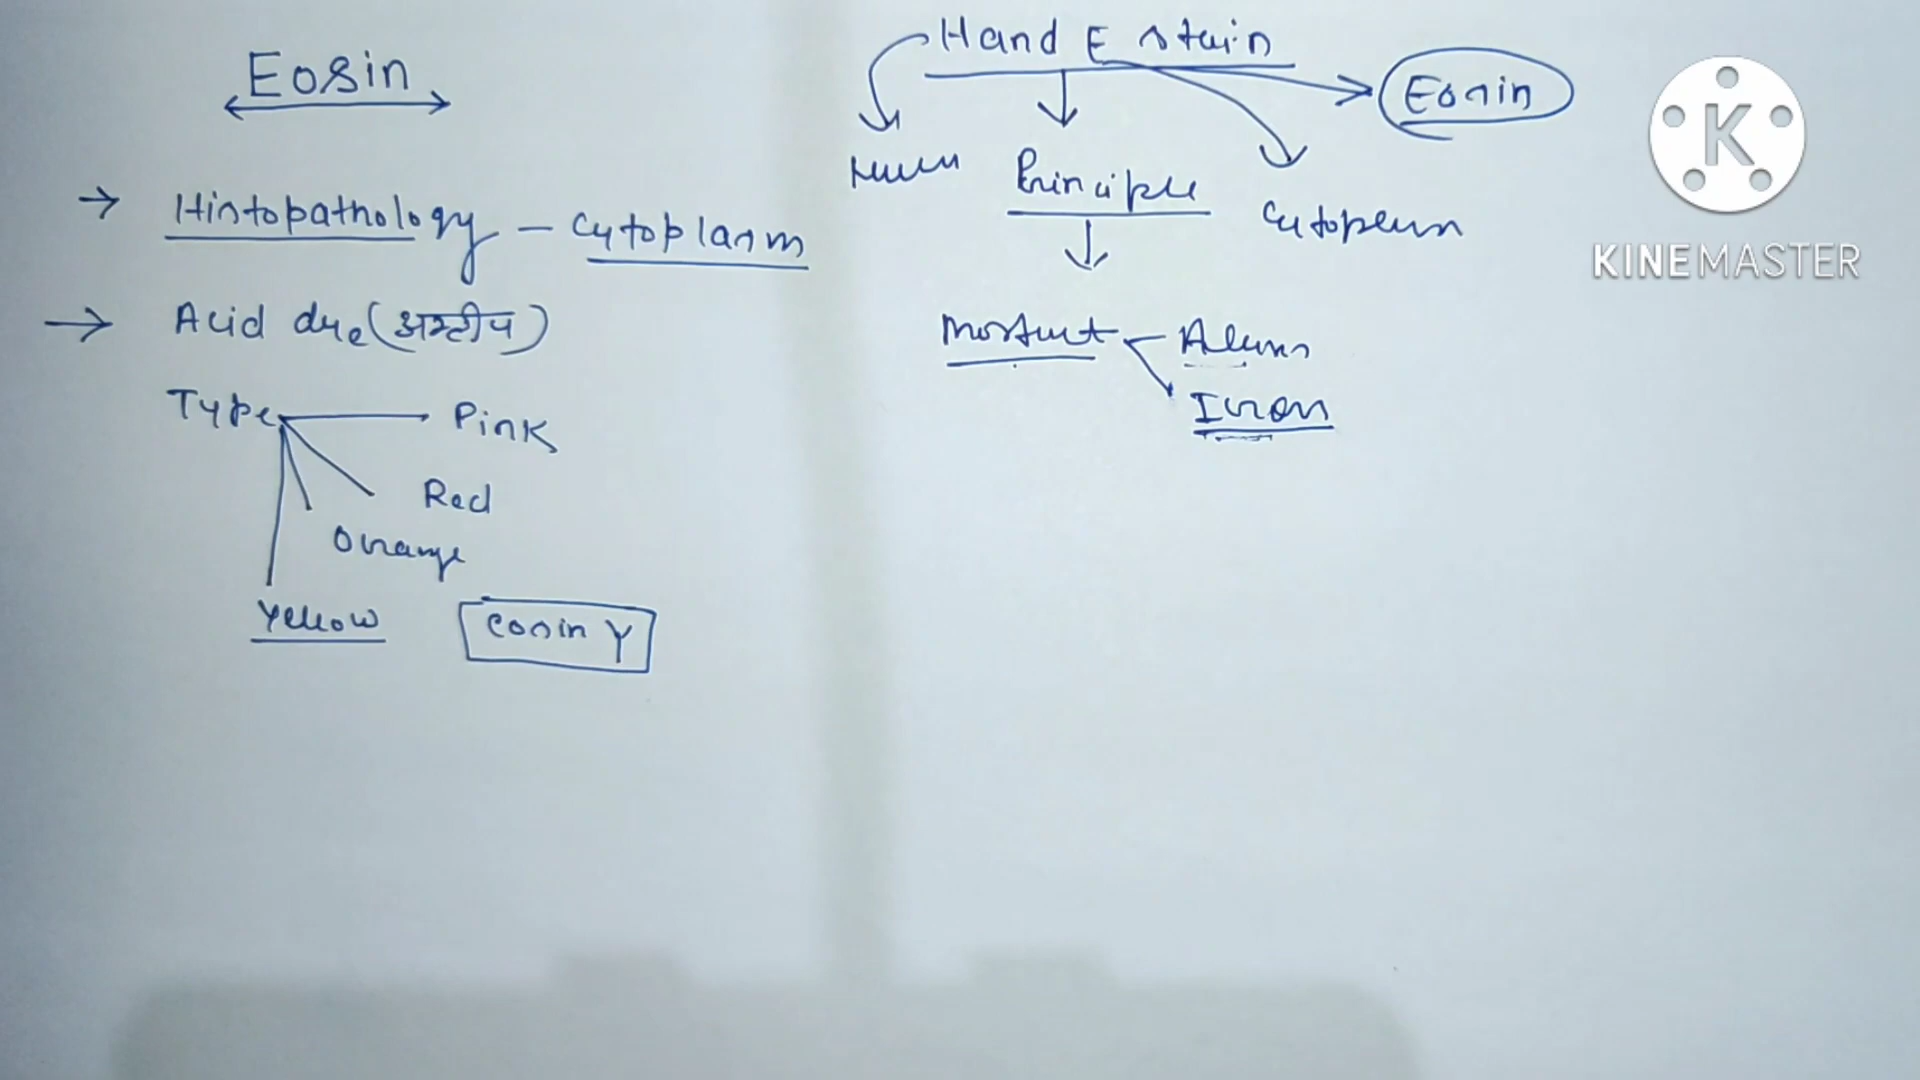 Eosin
→ Histopathology - Cytoplasm
→ Acid dye (अम्लीय)
Type
Pink
Red
Orange
Yellow
eosin Y
H and E stain
Eosin
Principle
Cytoplasm
Mordant
Alum
Iron
KINEMASTER